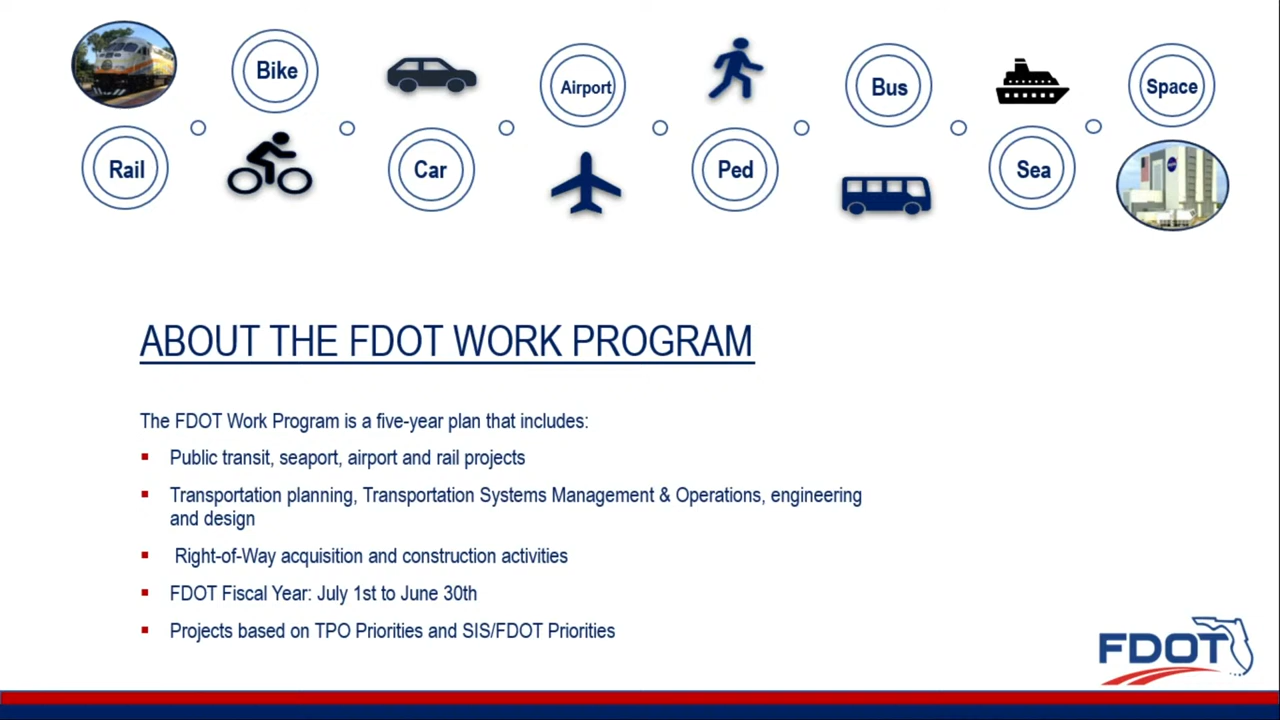 Bike
Airport
Bus
Space
Rail
Car
Ped
Sea
ABOUT THE FDOT WORK PROGRAM
The FDOT Work Program is a five-year plan that includes:
Public transit, seaport, airport and rail projects
Transportation planning, Transportation Systems Management & Operations, engineering
and design
Right-of-Way acquisition and construction activities
FDOT Fiscal Year: July 1st to June 30th
Projects based on TPO Priorities and SIS/FDOT Priorities
FDOT